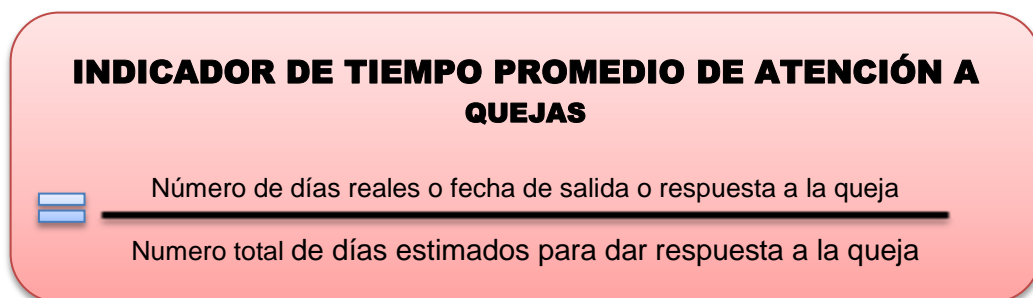 INDICADOR DE TIEMPO PROMEDIO DE ATENCIÓN A
QUEJAS
Número de días reales o fecha de salida o respuesta a la queja
Numero total de días estimados para dar respuesta a la queja